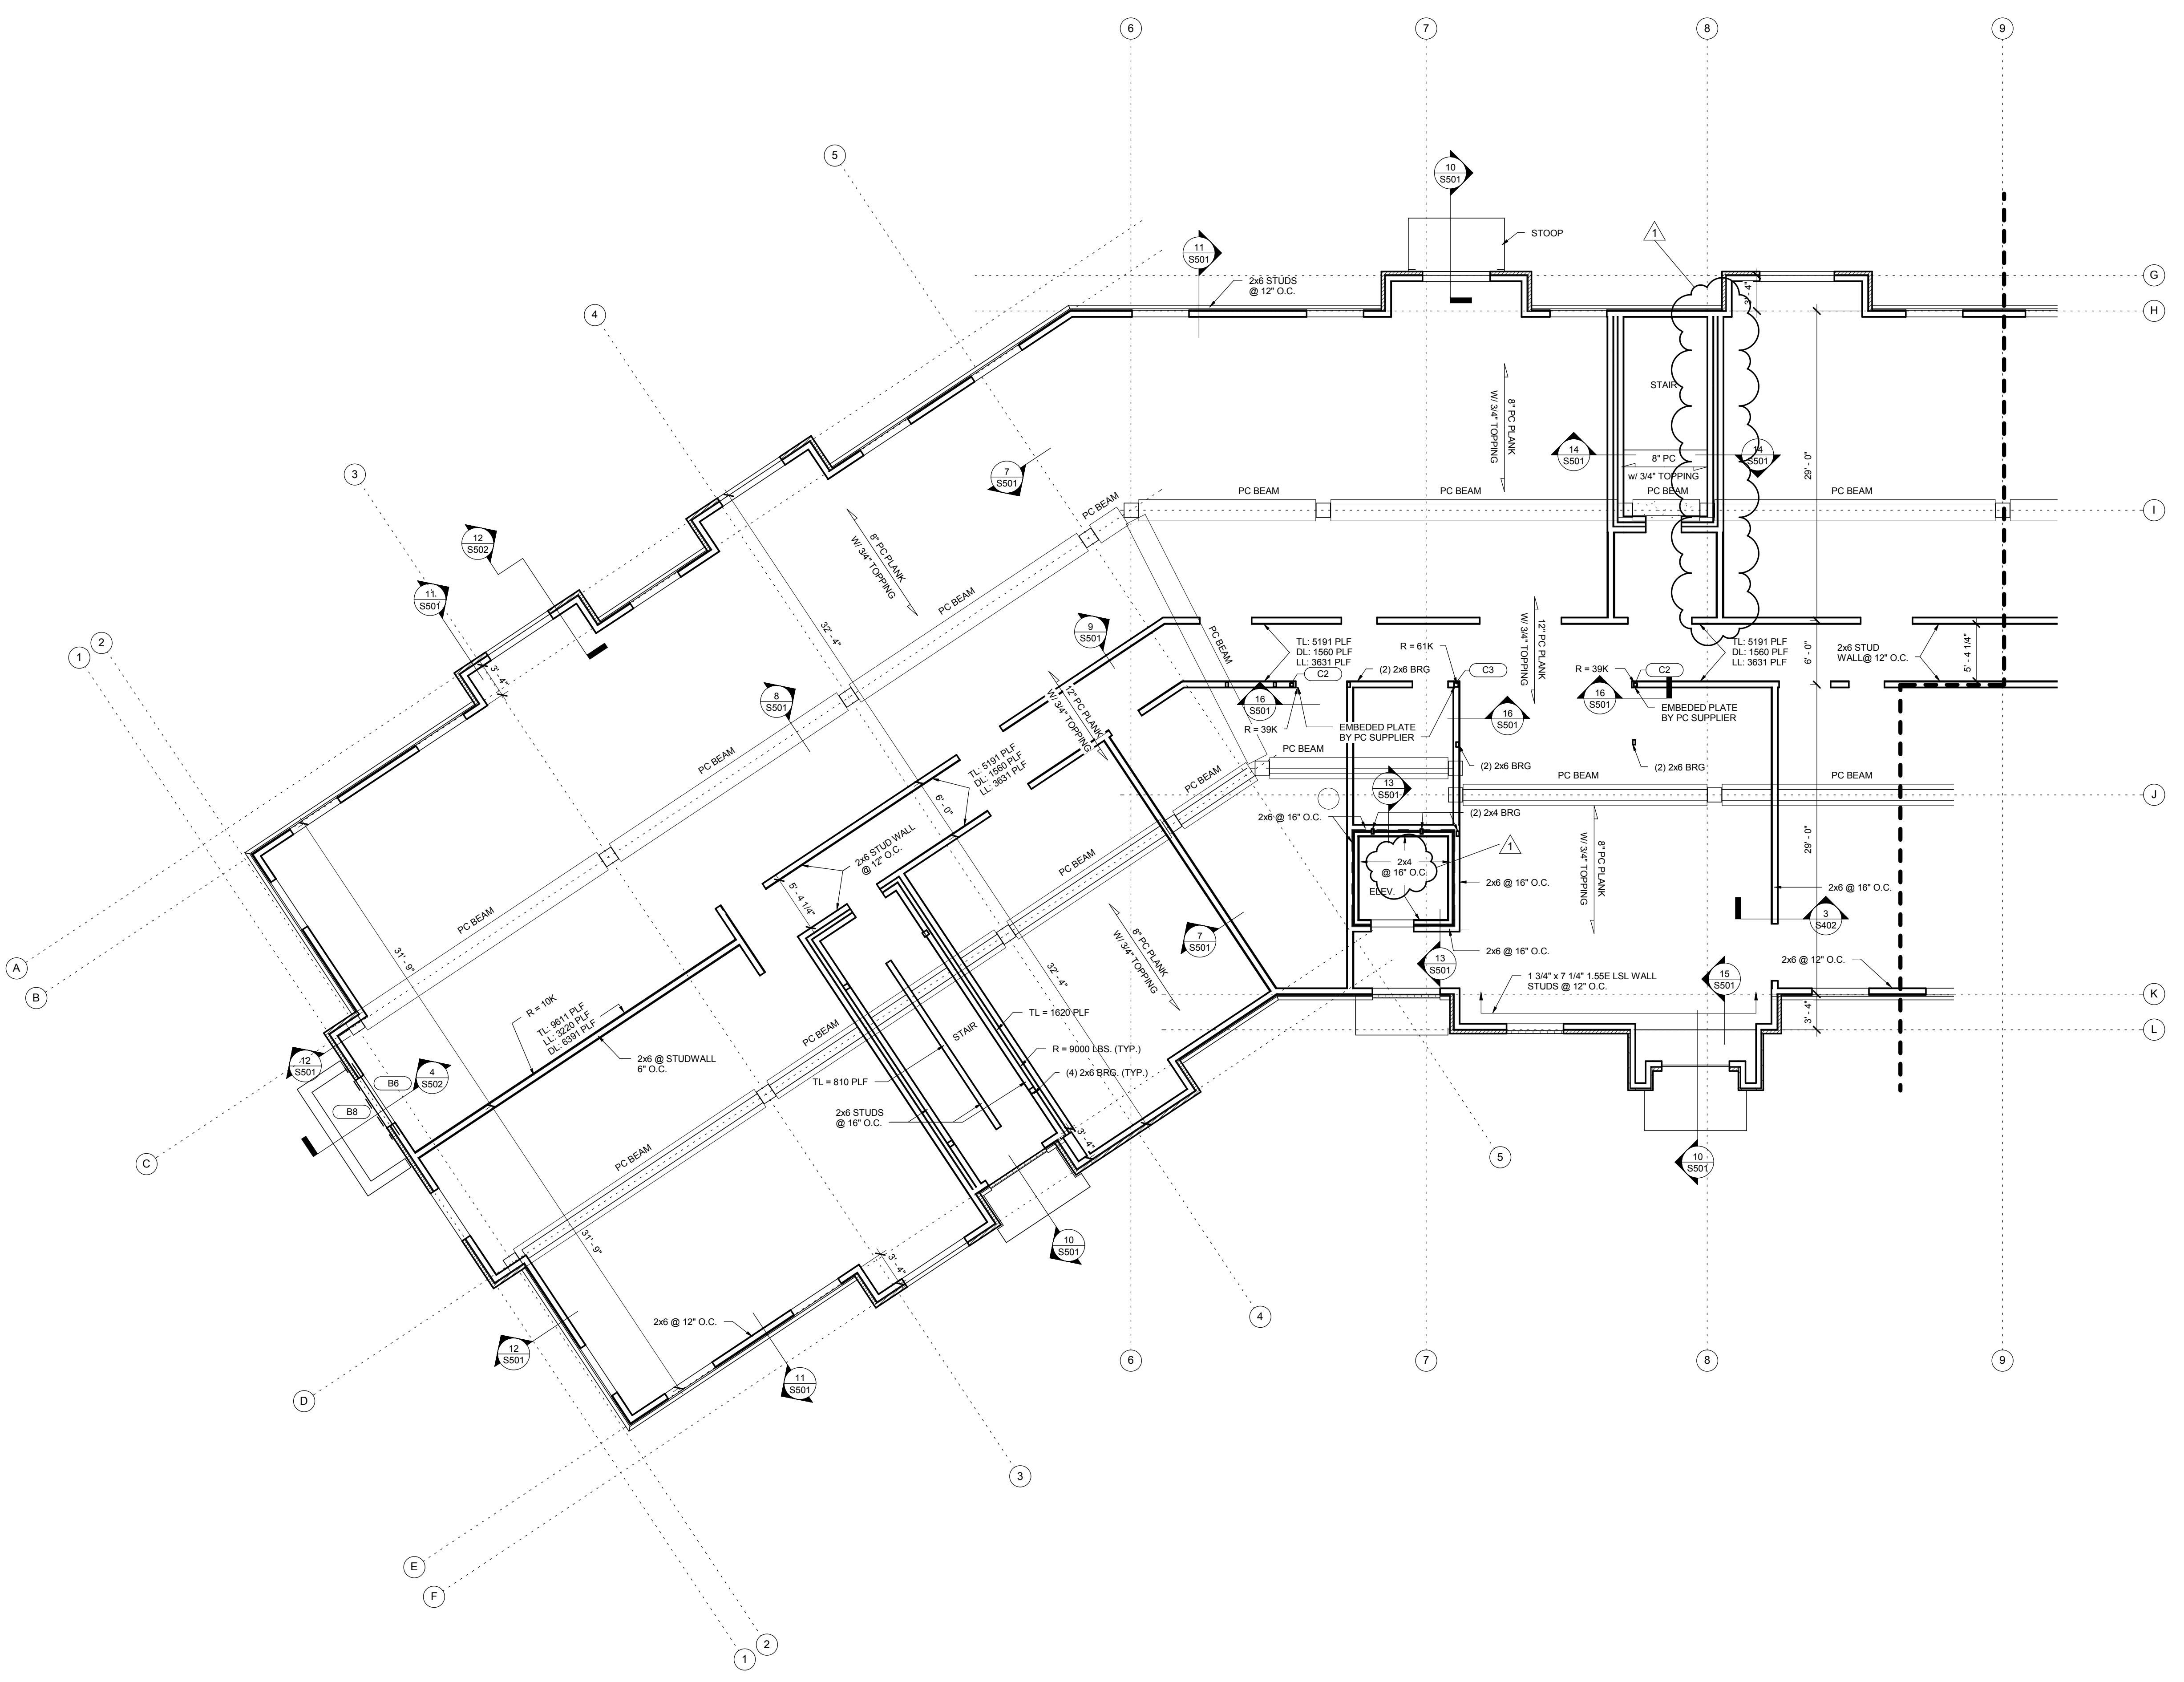 6
7
8
9
5
10
S501
STOOP
1
11
S501
G
2x6 STUDS
@ 12" O.C.
3' - 4"
H
4
STAIR
8" PC PLANK
W/ 3/4" TOPPING
3
7
S501
14
S501
8" PC
w/ 3/4" TOPPING
14
S501
29' - 0"
PC BEAM
PC BEAM
PC BEAM
PC BEAM
PC BEAM
I
12
S502
8" PC PLANK
W/ 3/4" TOPPING
11
S501
PC BEAM
32' - 4"
9
S501
PC BEAM
12" PC PLANK
W/ 3/4" TOPPING
1
2
3' - 4"
TL: 5191 PLF
DL: 1560 PLF
LL: 3631 PLF
R = 61K
TL: 5191 PLF
DL: 1560 PLF
LL: 3631 PLF
6' - 0"
2x6 STUD
WALL@ 12" O.C.
5' - 4 1/4"
C2
(2) 2x6 BRG
C3
R = 39K
C2
8
S501
12" PC PLANK
W/ 3/4" TOPPING
16
S501
R = 39K
EMBEDED PLATE
BY PC SUPPLIER
16
S501
16
S501
EMBEDED PLATE
BY PC SUPPLIER
PC BEAM
PC BEAM
(2) 2x6 BRG
(2) 2x6 BRG
TL: 5191 PLF
DL: 1560 PLF
LL: 3631 PLF
PC BEAM
PC BEAM
PC BEAM
J
13
S501
6' - 0"
2x6 @ 16" O.C.
(2) 2x4 BRG
2x6 STUD WALL
@ 12" O.C.
1
2x4
@ 16" O.C.
ELEV.
8" PC PLANK
W/ 3/4" TOPPING
29' - 0"
PC BEAM
2x6 @ 16" O.C.
2x6 @ 16" O.C.
5' - 4 1/4"
PC BEAM
3
S402
7
S501
8" PC PLANK
W/ 3/4" TOPPING
2x6 @ 16" O.C.
13
S501
2x6 @ 12" O.C.
A
B
31' - 9"
32' - 4"
1 3/4" x 7 1/4" 1.55E LSL WALL
STUDS @ 12" O.C.
15
S501
K
R = 10K
TL: 9611 PLF
LL: 3220 PLF
DL: 6391 PLF
TL = 1620 PLF
3' - 4"
L
PC BEAM
STAIR
R = 9000 LBS. (TYP.)
12
S501
2x6 @ STUDWALL
6" O.C.
B6
4
S502
(4) 2x6 BRG. (TYP.)
TL = 810 PLF
B8
2x6 STUDS
@ 16" O.C.
3' - 4"
PC BEAM
C
5
10
S501
31' - 9"
10
S501
3' - 4"
4
2x6 @ 12" O.C.
12
S501
6
7
8
9
11
S501
D
3
E
F
2
1